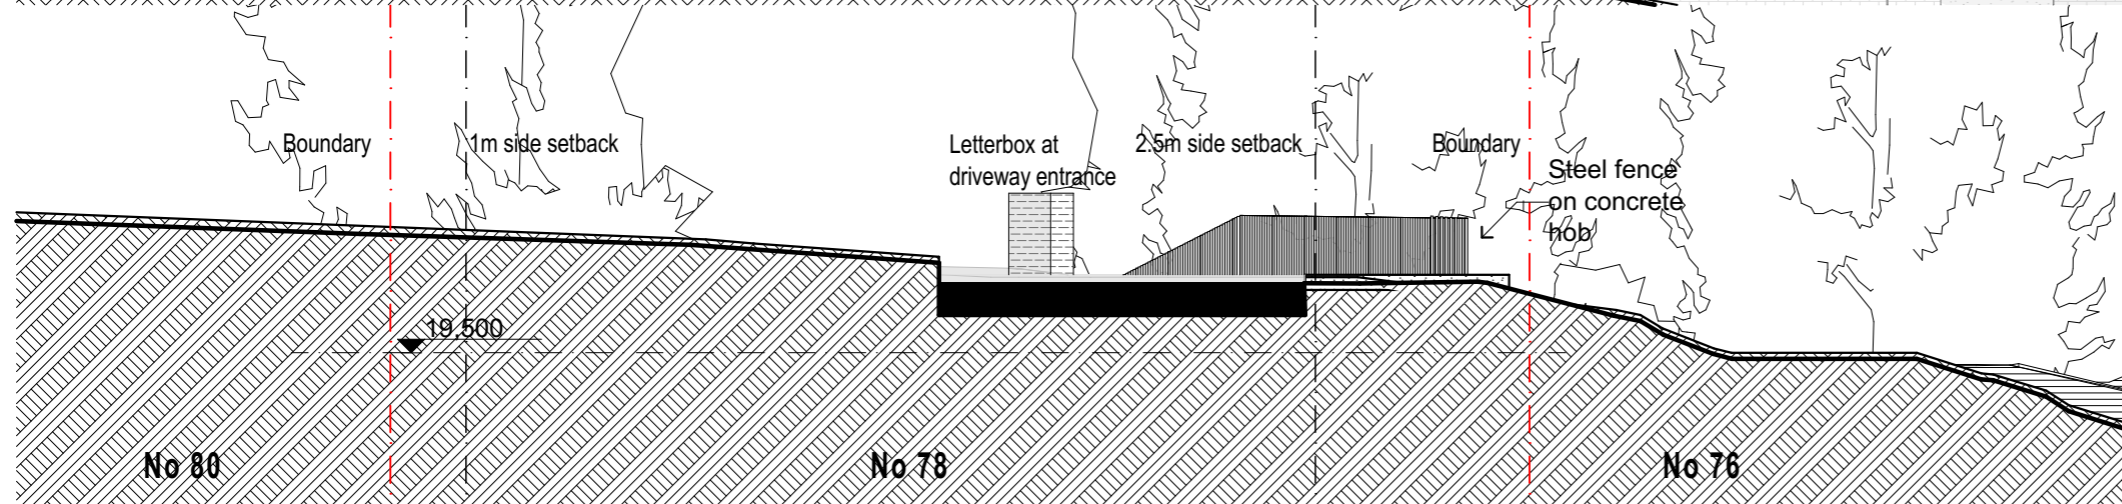 Boundary
1m side setback
Letterbox at
driveway entrance
2.5m side setback
Boundary
Steel fence
on concrete
hob
19,500
No 80
No 78
No 76